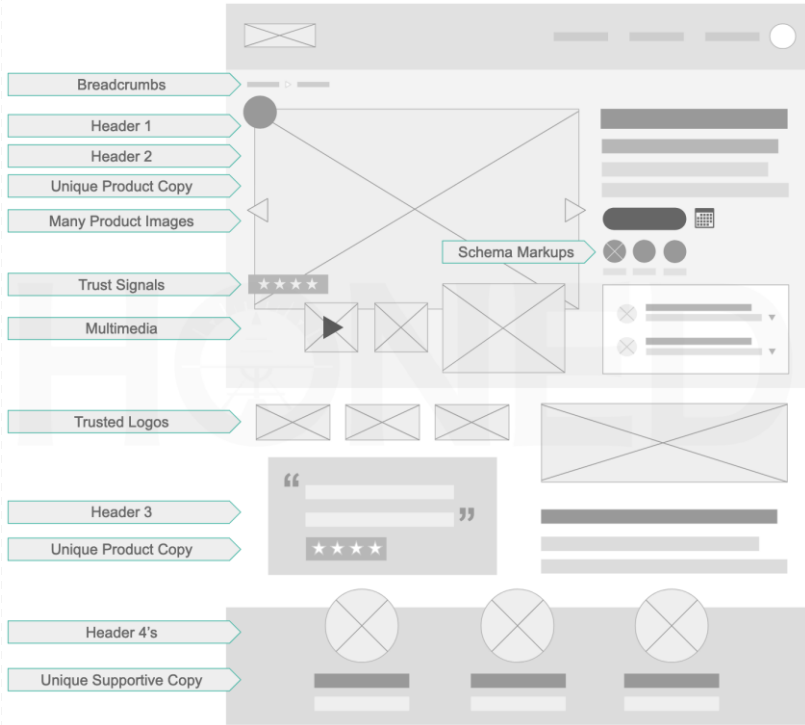 Breadcrumbs
Header 1
Header 2
Unique Product Copy
Many Product Images
Schema Markups
Trust Signals
Multimedia
HONED
Trusted Logos
“
”
Header 3
Unique Product Copy
Header 4's
Unique Supportive Copy